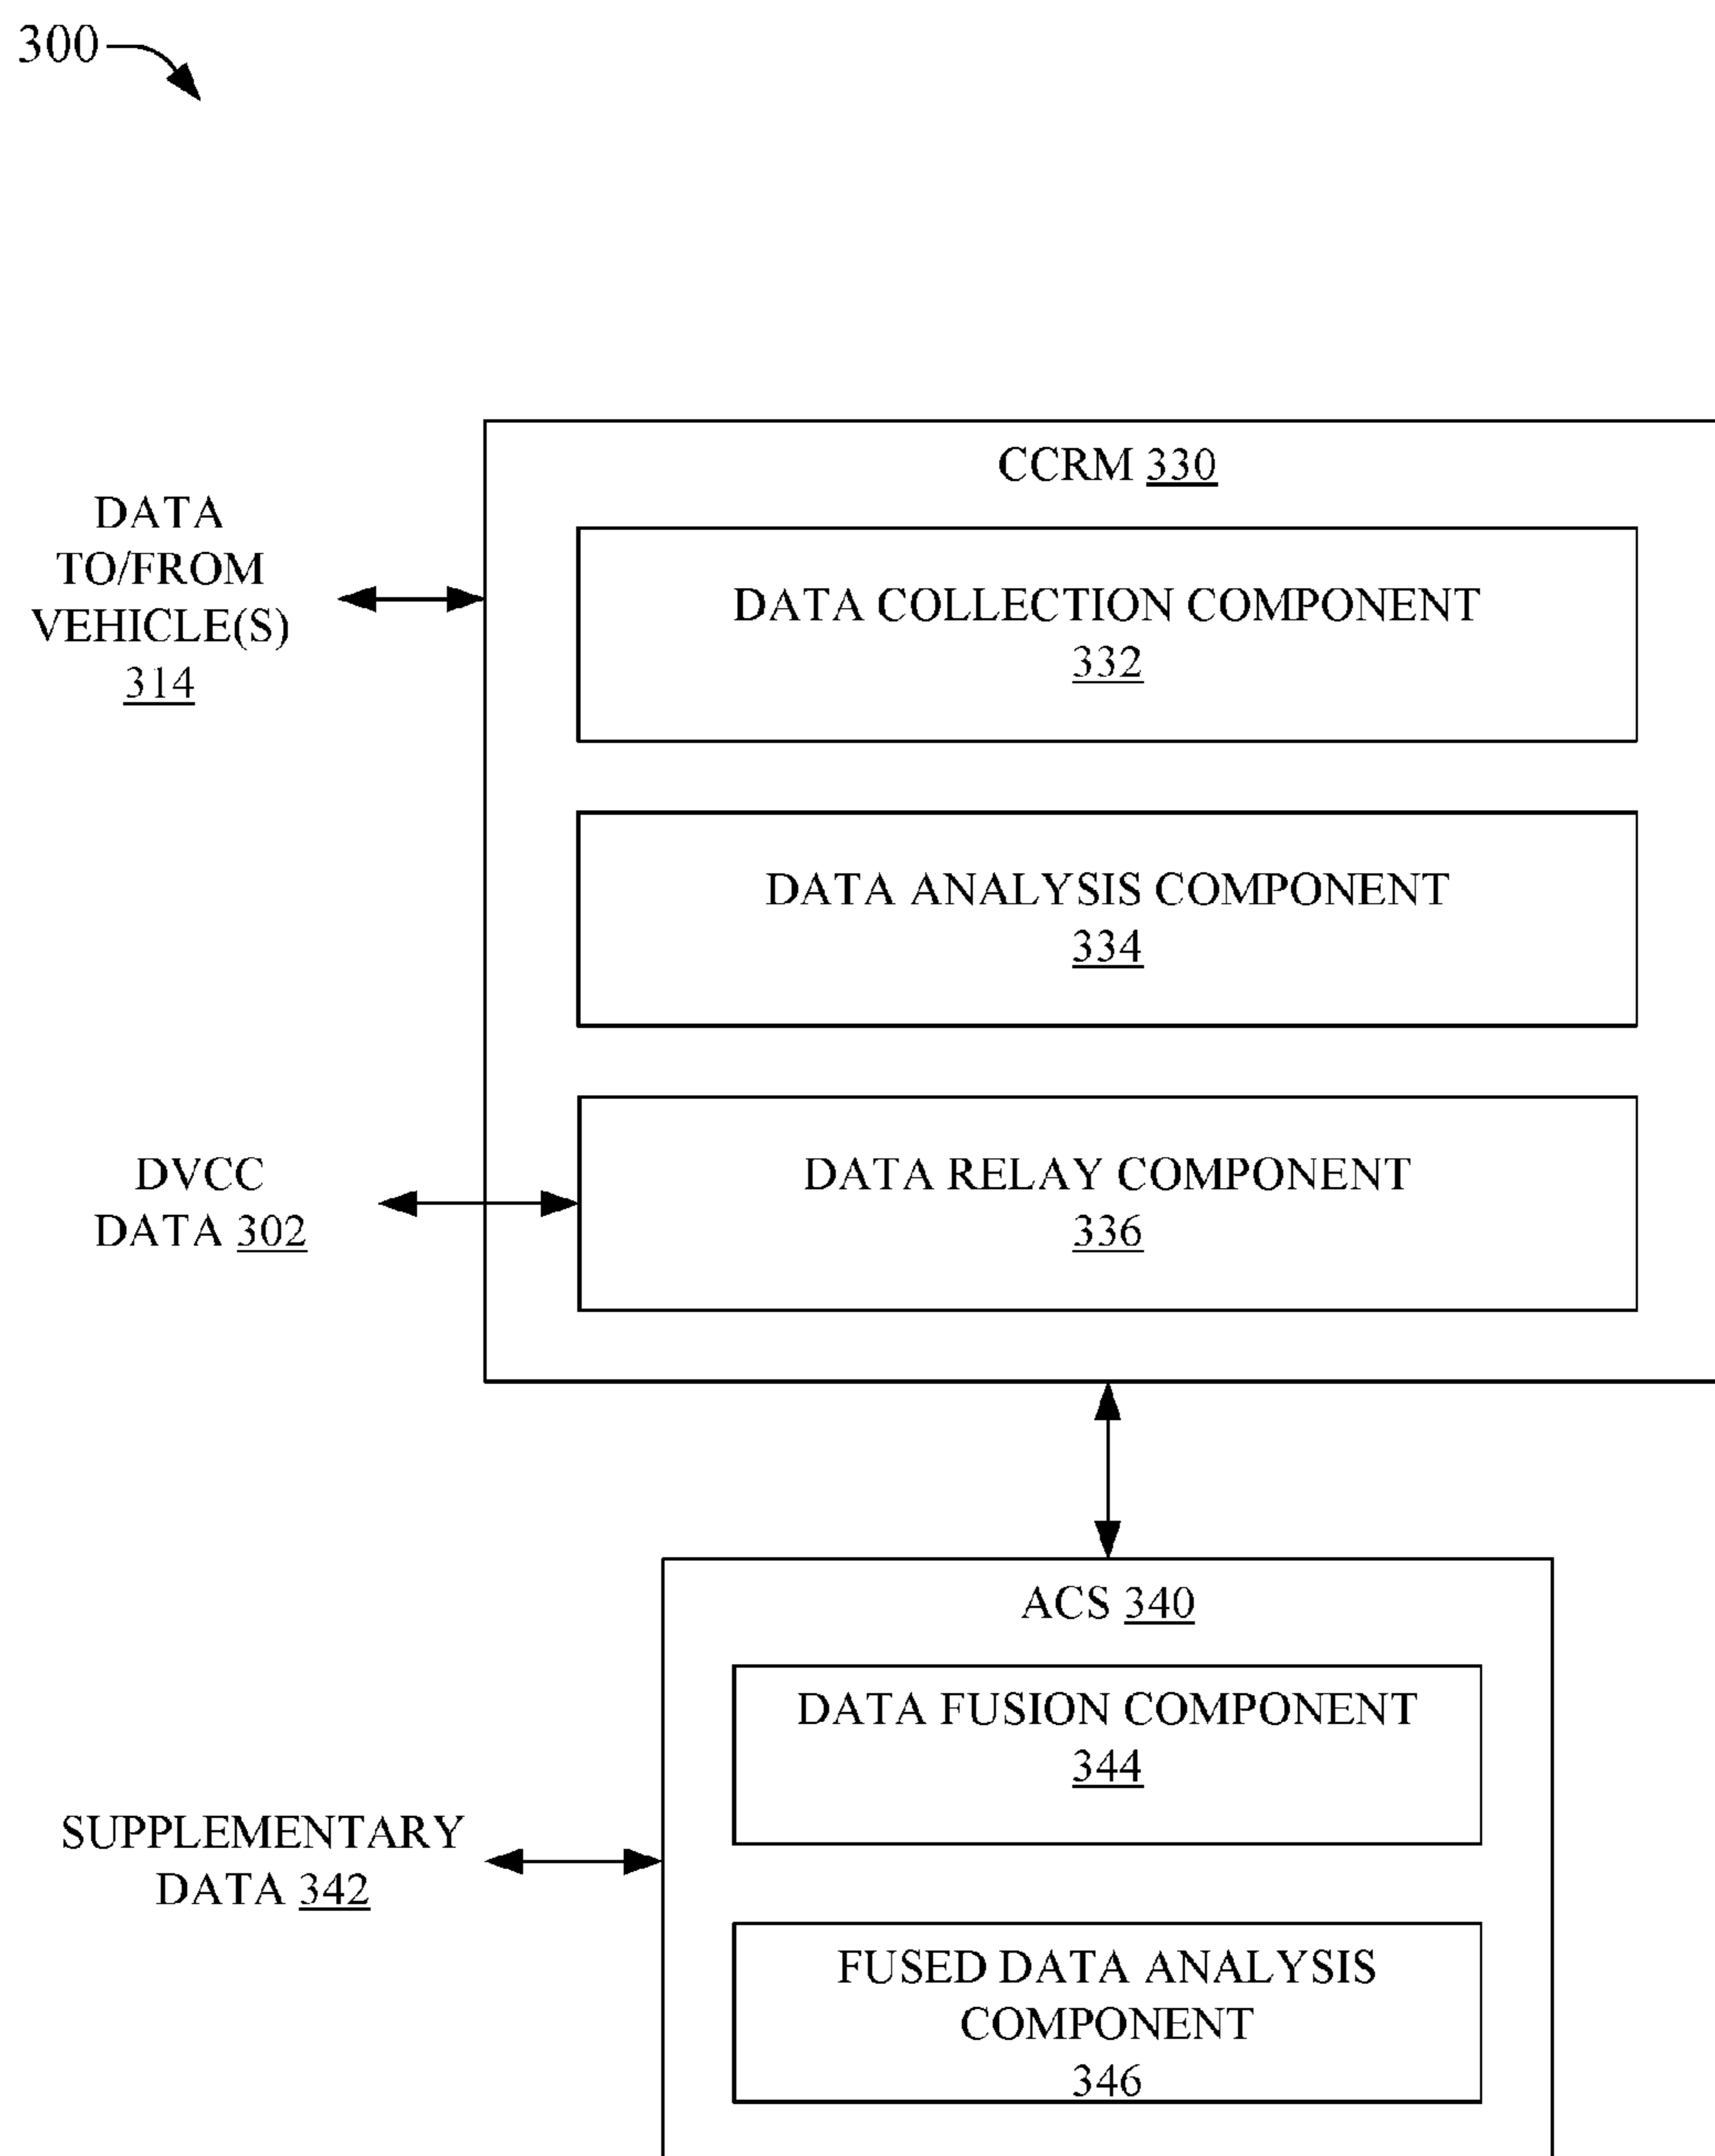 300
CCRM 330
DATA
TO/FROM
VEHICLE(S)
314
DATA COLLECTION COMPONENT
332
DATA ANALYSIS COMPONENT
334
DVCC
DATA 302
DATA RELAY COMPONENT
336
ACS 340
DATA FUSION COMPONENT
344
SUPPLEMENTARY
DATA 342
FUSED DATA ANALYSIS
COMPONENT
346